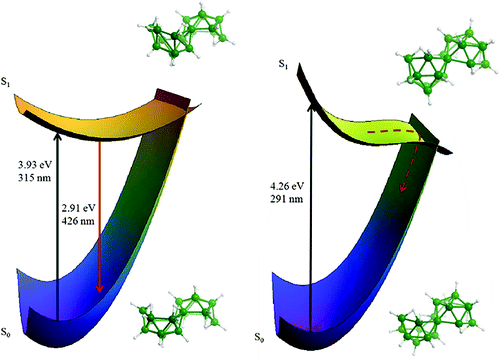 S1
3.93 eV
315 nm
2.91 eV
426 nm
S0
S1
4.26 eV
291 nm
S0